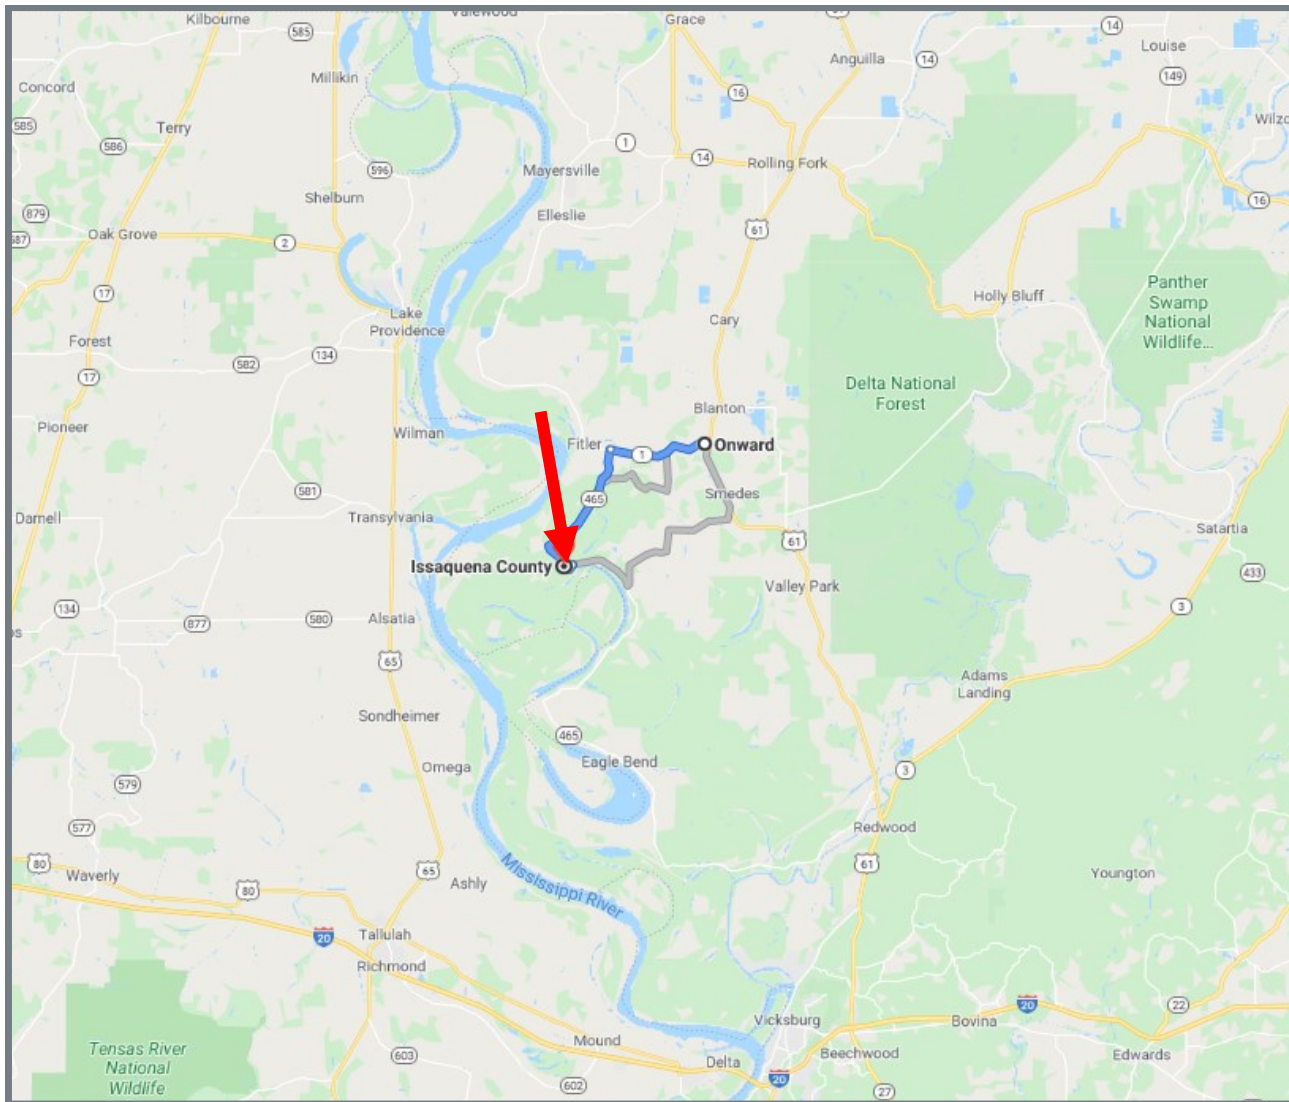 Kilbourne
585
Valewood
Grace
14
Louise
Anguilla
14
149
Concord
Millikin
16
585
Terry
586
1
14
Rolling Fork
596
Mayersville
Shelburn
16
879
Elleslie
Oak Grove
2
61
17
Lake
Providence
Cary
Holly Bluff
Panther
Swamp
National
Wildlife...
Forest
134
582
17
Delta National
Forest
Blanton
Pioneer
Wilman
Fitler
1
Onward
581
465
Smedes
Darnell
Transylvania
Satartia
61
Issaquena County
433
Valley Park
134
877
580
Alsatia
3
65
Adams
Landing
Sondheimer
465
Omega
Eagle Bend
3
579
577
Redwood
80
Waverly
80
65
Ashly
61
Youngton
Mississippi River
20
Tallulah
Richmond
Vicksburg
Bovina
20
22
Tensas River
National
Wildlife
603
Mound
Delta
Beechwood
Edwards
602
20
27